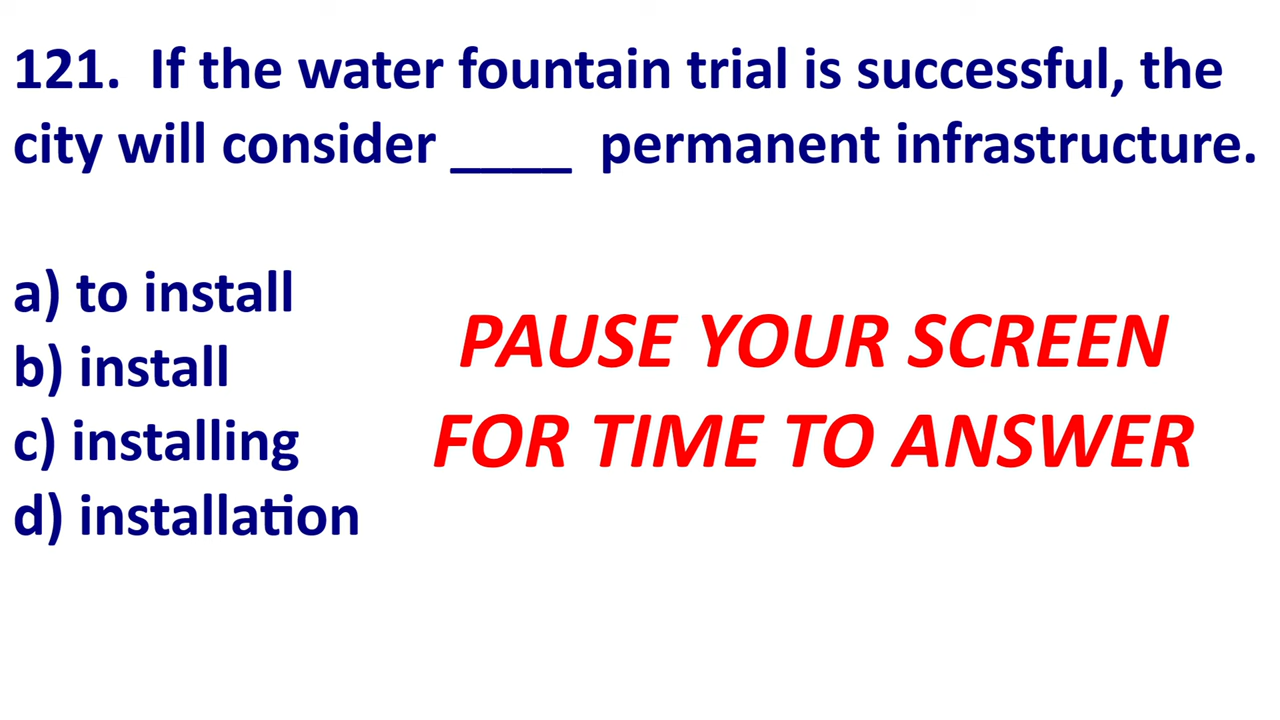 121.  If the water fountain trial is successful, the
city will consider ____  permanent infrastructure.
a) to install
b) install
c) installing
d) installation
PAUSE YOUR SCREEN
FOR TIME TO ANSWER